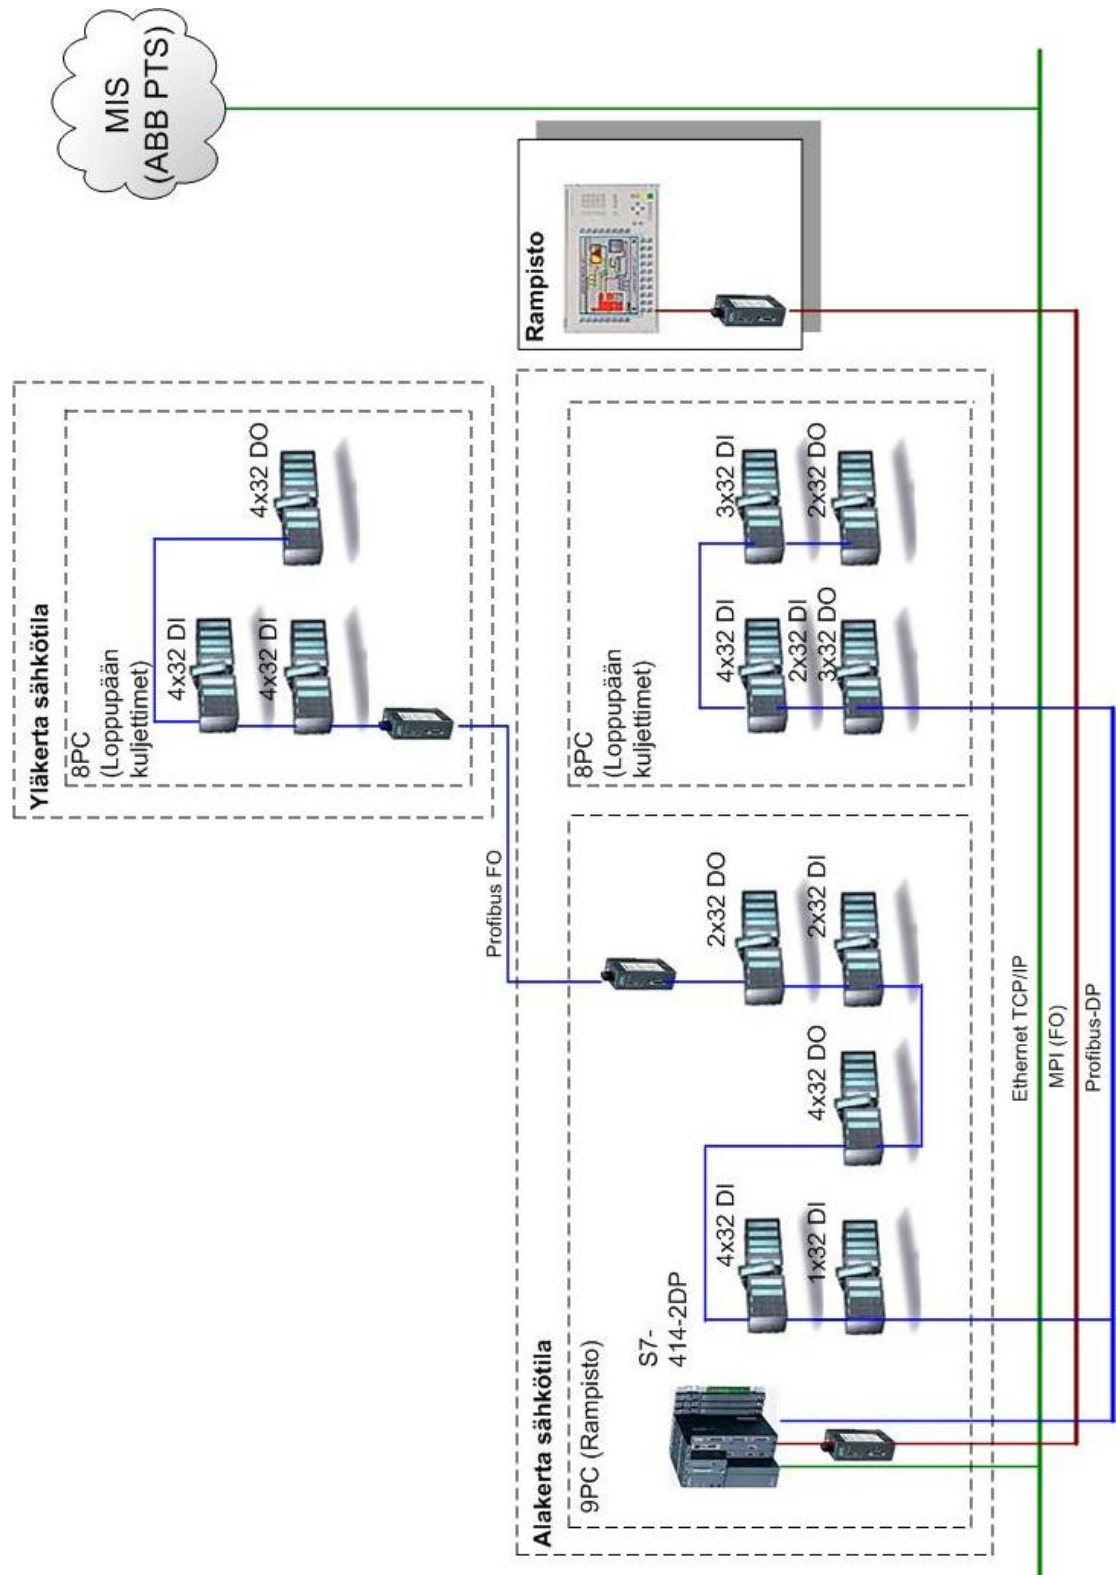 MIS
(ABB PTS)
Yläkerta sähkötila
8PC
(Loppupään
kuljettimet)
4x32 DI
4x32 DI
4x32 DO
Profibus FO
Rampisto
Alakerta sähkötila
9PC (Rampisto)
S7-
414-2DP
4x32 DI
1x32 DI
4x32 DO
2x32 DO
2x32 DI
8PC
(Loppupään
kuljettimet)
4x32 DI
2x32 DI
3x32 DO
3x32 DI
2x32 DO
Ethernet TCP/IP
MPI (FO)
Profibus-DP